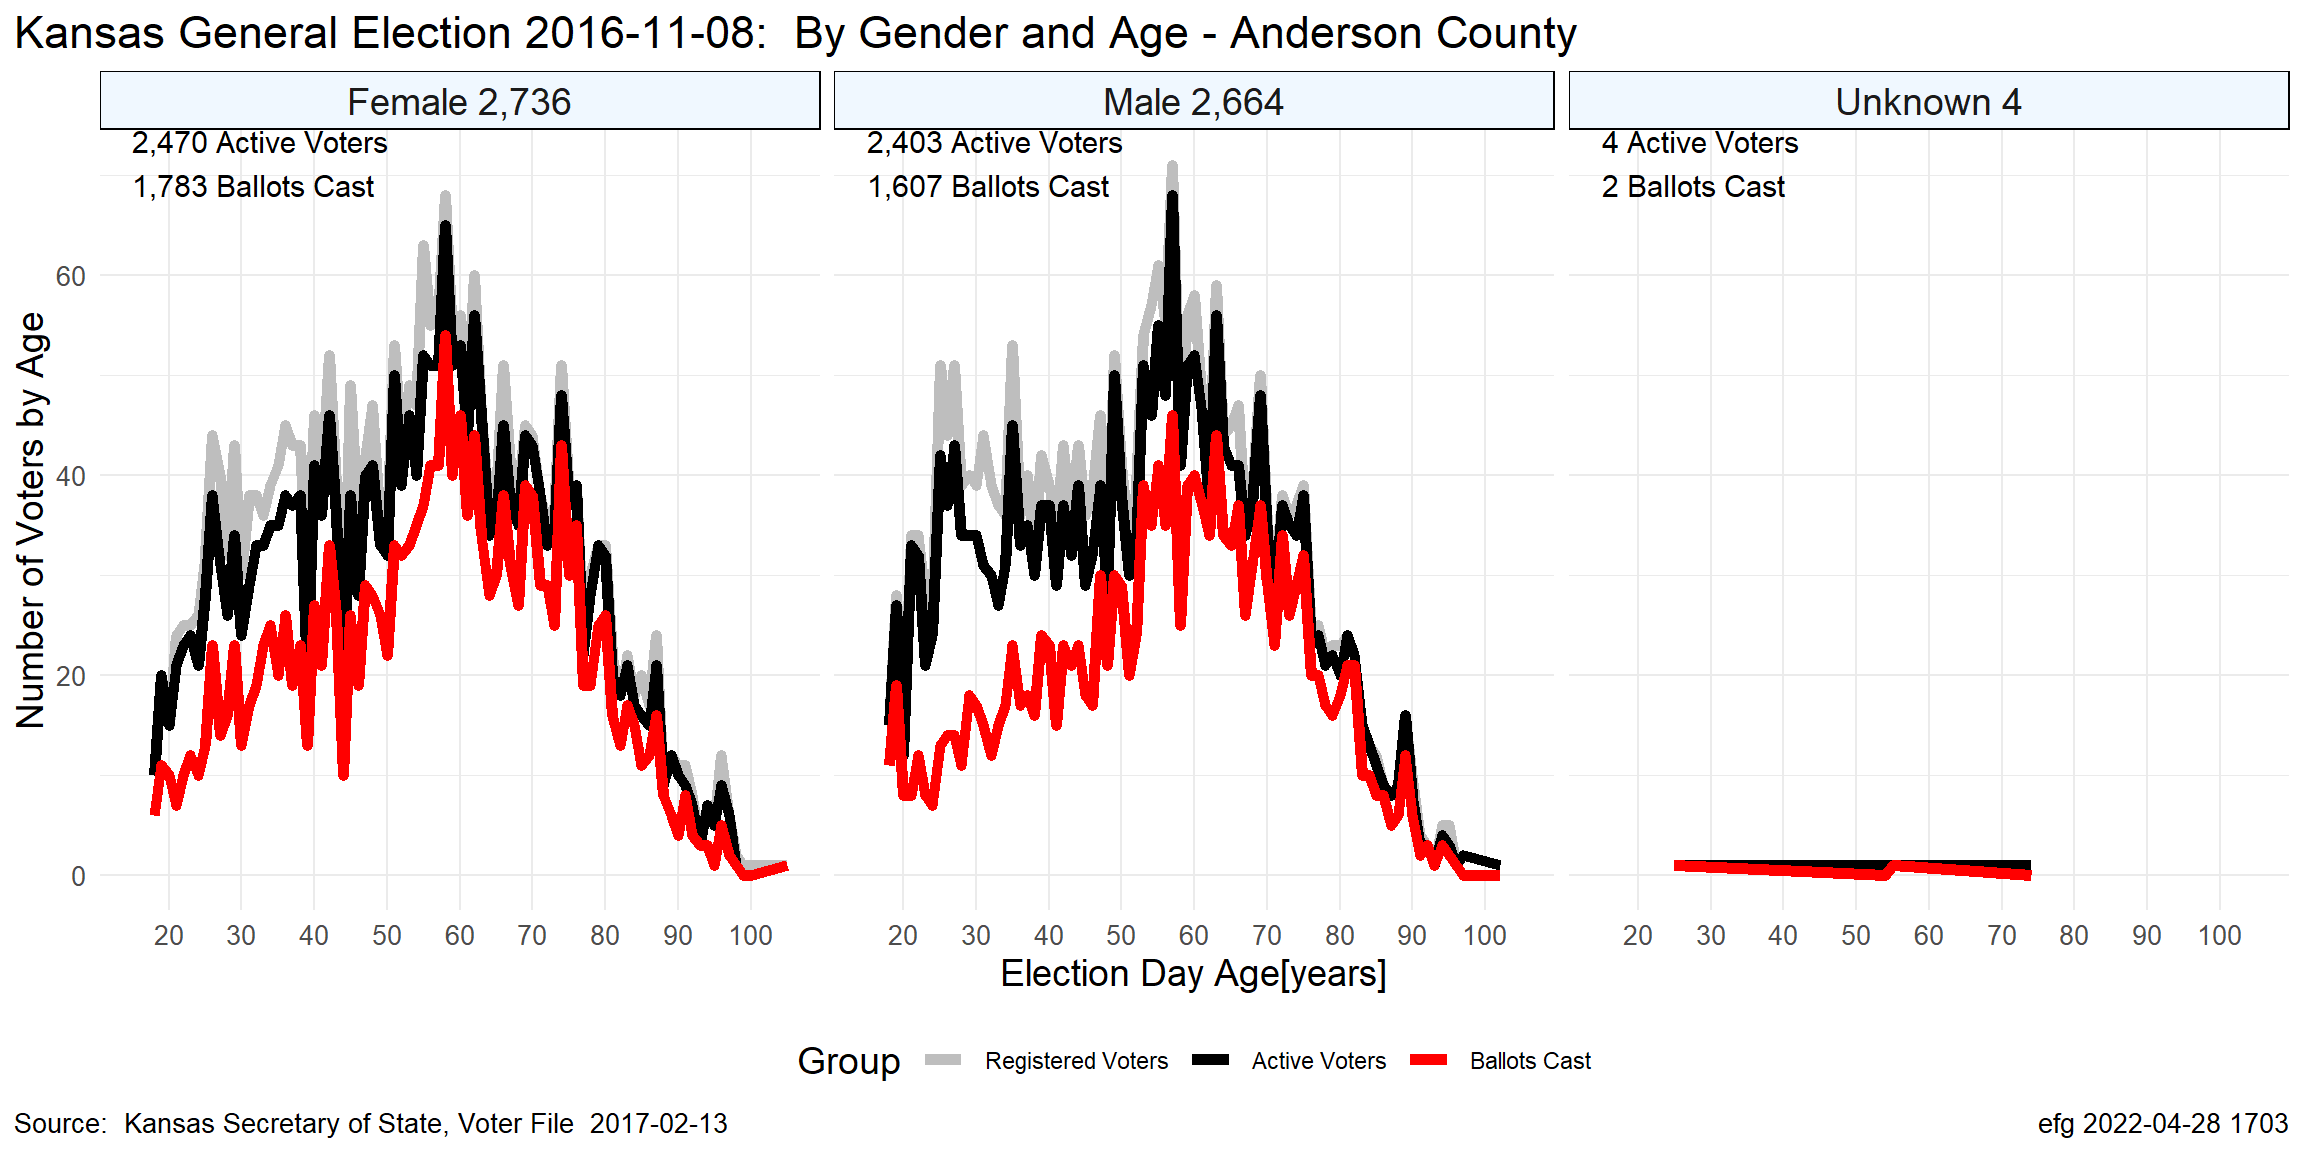 Kansas General Election 2016-11-08:  By Gender and Age - Anderson County
Female 2,736
Male 2,664
Unknown 4
2,470 Active Voters
1,783 Ballots Cast
2,403 Active Voters
1,607 Ballots Cast
4 Active Voters
2 Ballots Cast
Number of Voters by Age
60
40
20
0
20 30 40 50 60 70 80 90 100
20 30 40 50 60 70 80 90 100
20 30 40 50 60 70 80 90 100
Election Day Age[years]
Group Registered Voters Active Voters Ballots Cast
Source:  Kansas Secretary of State, Voter File  2017-02-13
efg 2022-04-28 1703